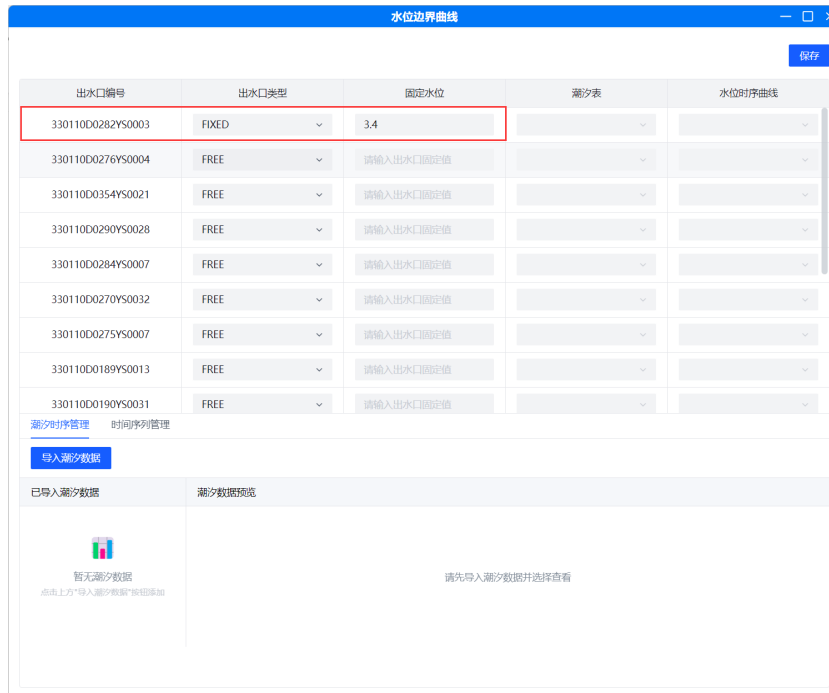 水位边界曲线
保存
出水口编号 出水口类型 固定水位 潮汐表 水位时序曲线
330110D0282YS0003 FIXED 3.4
330110D0276YS0004 FREE 请输入出水口固定值
330110D0354YS0021 FREE 请输入出水口固定值
330110D0290YS0028 FREE 请输入出水口固定值
330110D0284YS0007 FREE 请输入出水口固定值
330110D0270YS0032 FREE 请输入出水口固定值
330110D0275YS0007 FREE 请输入出水口固定值
330110D0189YS0013 FREE 请输入出水口固定值
330110D0190YS0031 FREE 请输入出水口固定值
潮汐时序管理 时间序列管理
导入潮汐数据
已导入潮汐数据 潮汐数据预览
暂无潮汐数据
点击上方"导入潮汐数据"按钮添加
请先导入潮汐数据并选择查看